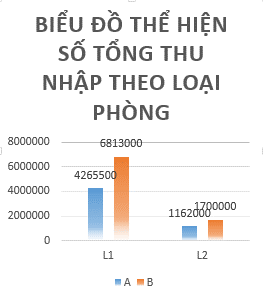 BIỂU ĐỒ THỂ HIỆN
SỐ TỔNG THU
NHẬP THEO LOẠI
PHÒNG
8000000
6813000
6000000
4265500
4000000
2000000
1162000
1700000
0
L1 L2
A B